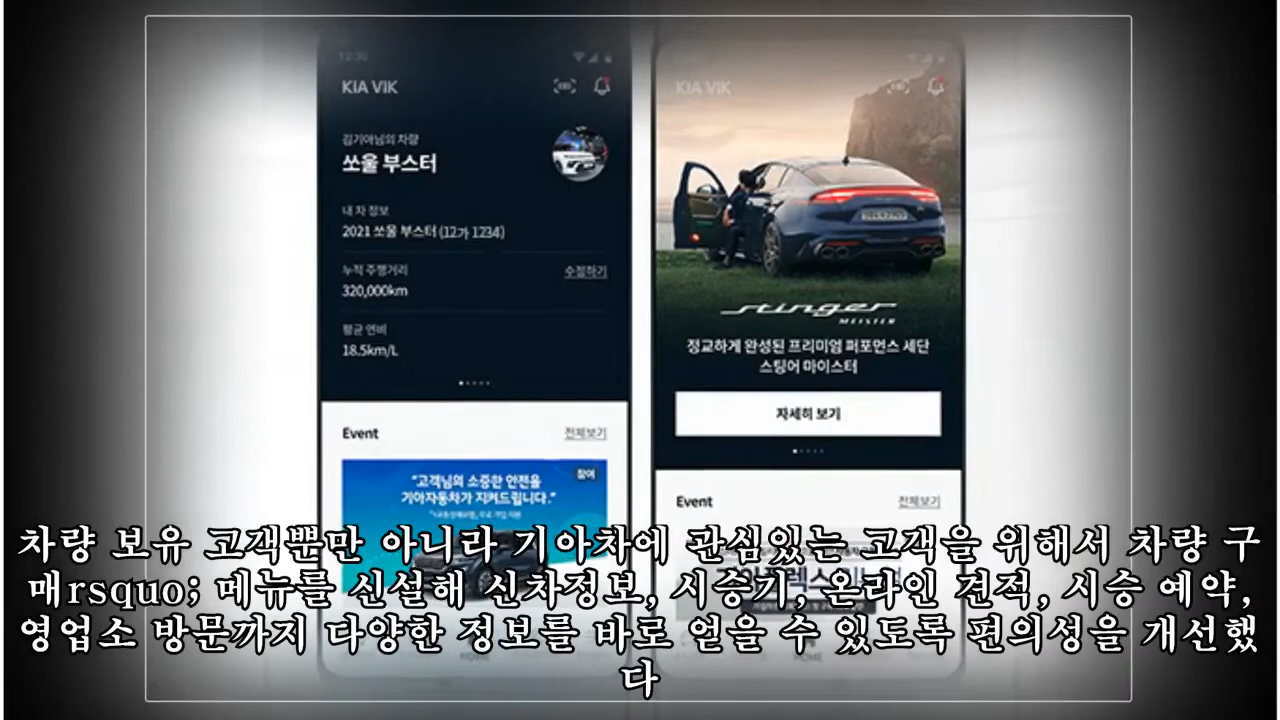 12:30
KIA VIK
김기아님의 차량
쏘울 부스터
내 차 정보
2021 쏘울 부스터 (12가 1234)
누적 주행거리
수정하기
320,000km
평균 연비
18.5km/L
Event
전체보기
“고객님의 소중한 안전을
기아자동차가 지켜드립니다.”
참여
KIA VIK
stinger
MEISTER
정교하게 완성된 프리미엄 퍼포먼스 세단
스팅어 마이스터
자세히 보기
Event
전체보기
차량 보유 고객뿐만 아니라 기아차에 관심있는 고객을 위해서 차량 구
매rsquo; 메뉴를 신설해 신차정보, 시승기, 온라인 견적, 시승 예약,
영업소 방문까지 다양한 정보를 바로 얻을 수 있도록 편의성을 개선했
다